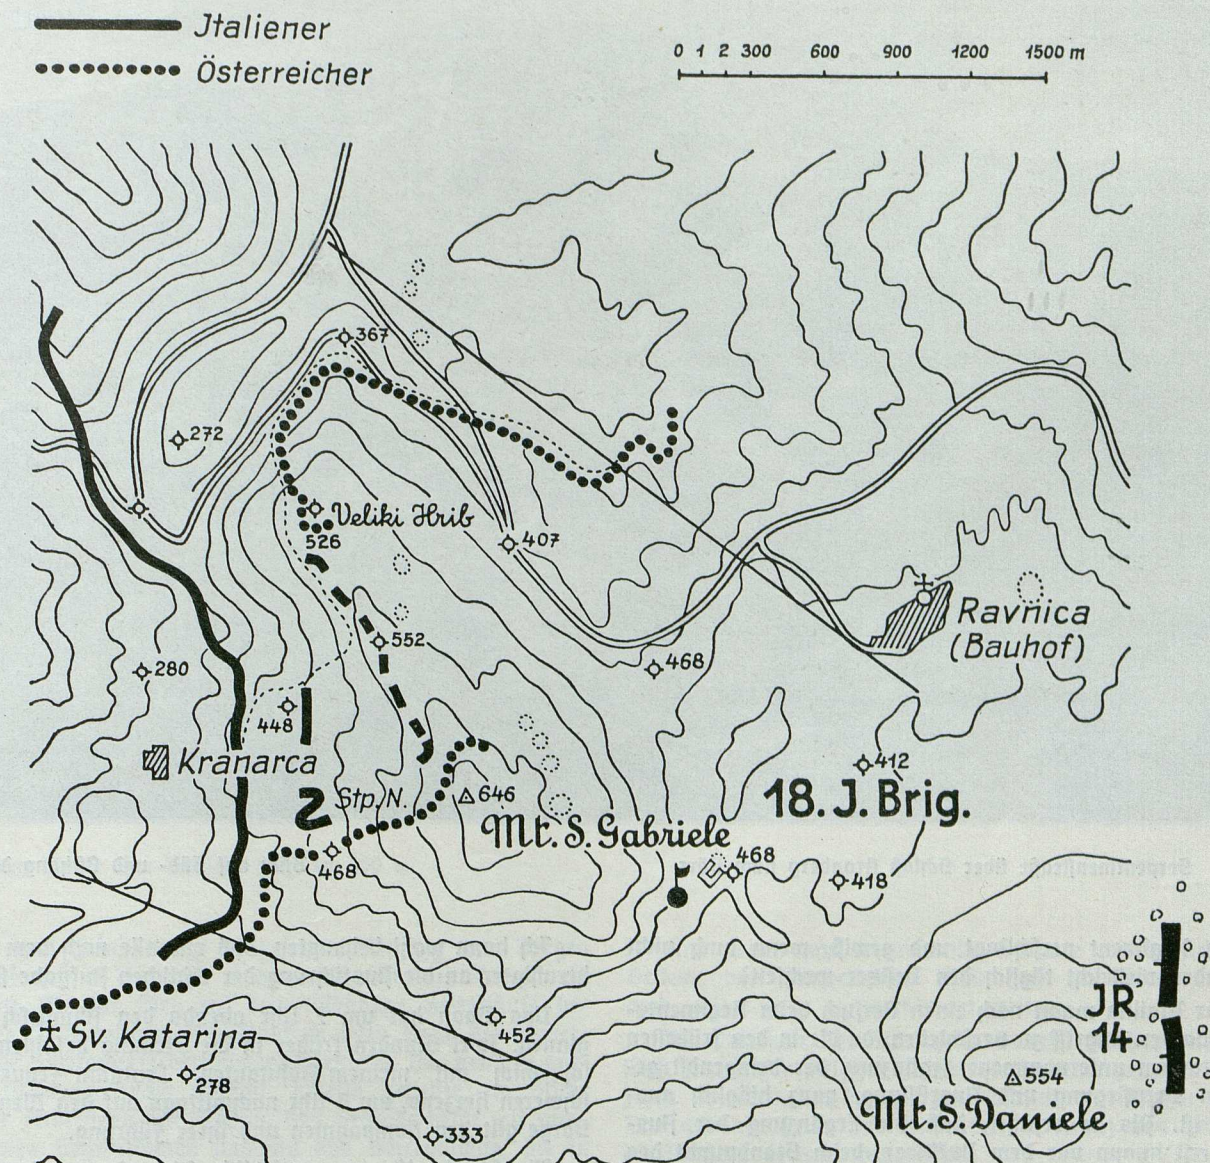 Jtaliener
Österreicher
0 1 2 300 600 900 1200 1500 m
367
272
Veliki Hrib
526
407
552
468
Ravnica
(Bauhof)
280
448
Kranarca
Stp. N.
646
412
18. J. Brig.
Mt. S. Gabriele
468
468
418
JR
14
Sv. Katarina
452
278
554
Mt. S. Daniele
333